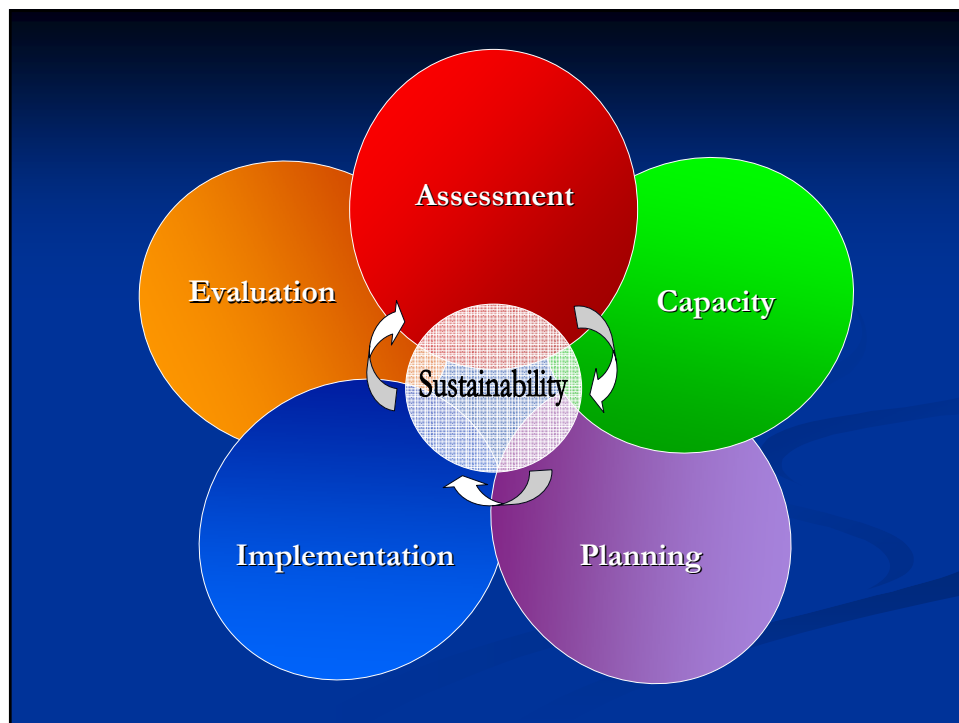 Assessment
Evaluation
Capacity
Sustainability
Implementation
Planning